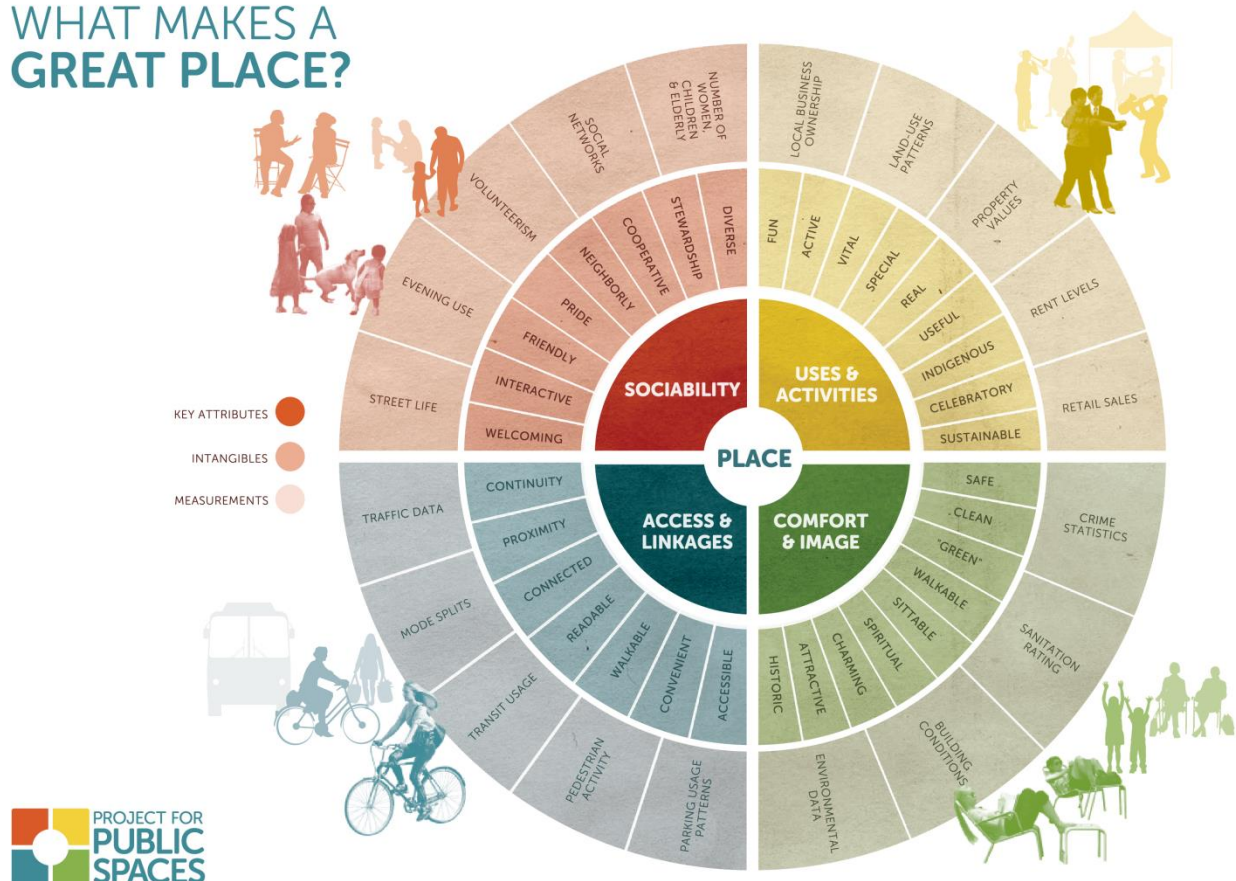 WHAT MAKES A
GREAT PLACE?
NUMBER OF
WOMEN,
CHILDREN
& ELDERLY
SOCIAL
NETWORKS
VOLUNTEERISM
EVENING USE
STREET LIFE
DIVERSE
STEWARDSHIP
COOPERATIVE
NEIGHBORLY
PRIDE
FRIENDLY
INTERACTIVE
WELCOMING
SOCIABILITY
LOCAL BUSINESS
OWNERSHIP
LAND-USE
PATTERNS
PROPERTY
VALUES
RENT LEVELS
RETAIL SALES
FUN
ACTIVE
VITAL
SPECIAL
REAL
USEFUL
INDIGENOUS
CELEBRATORY
SUSTAINABLE
USES &
ACTIVITIES
PLACE
KEY ATTRIBUTES
INTANGIBLES
MEASUREMENTS
ACCESS &
LINKAGES
CONTINUITY
PROXIMITY
CONNECTED
READABLE
WALKABLE
CONVENIENT
ACCESSIBLE
TRAFFIC DATA
MODE SPLITS
TRANSIT USAGE
PEDESTRIAN
ACTIVITY
PARKING USAGE
PATTERNS
COMFORT
& IMAGE
SAFE
CLEAN
"GREEN"
WALKABLE
SITTABLE
SPIRITUAL
CHARMING
ATTRACTIVE
HISTORIC
CRIME
STATISTICS
SANITATION
RATING
BUILDING
CONDITIONS
ENVIRONMENTAL
DATA
PROJECT FOR
PUBLIC
SPACES